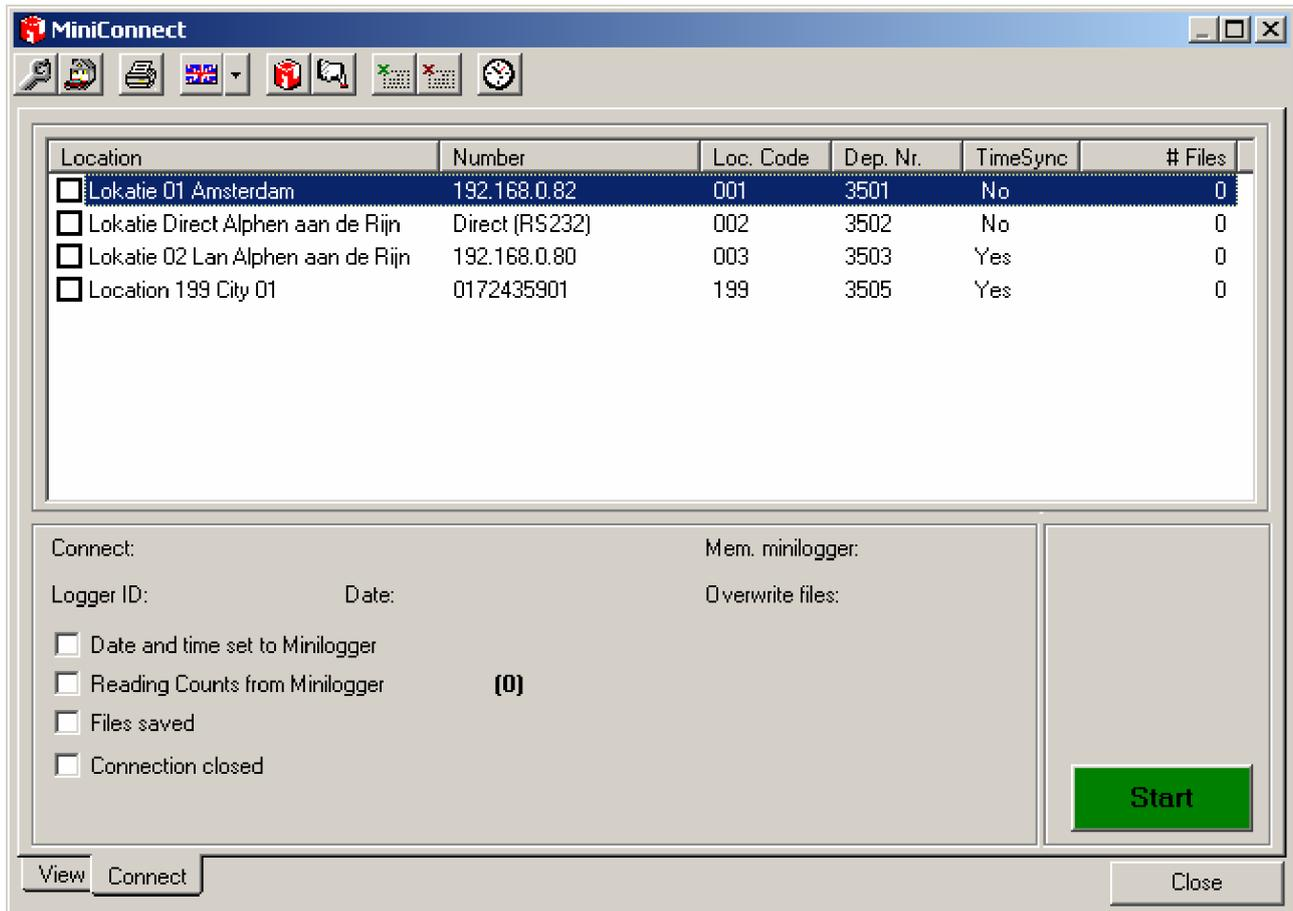 MiniConnect
Location Number Loc. Code Dep. Nr. TimeSync # Files
Lokatie 01 Amsterdam 192.168.0.82 001 3501 No 0
Lokatie Direct Alphen aan de Rijn Direct (RS232) 002 3502 No 0
Lokatie 02 Lan Alphen aan de Rijn 192.168.0.80 003 3503 Yes 0
Location 199 City 01 0172435901 199 3505 Yes 0
Connect: Mem. minilogger:
Logger ID: Date: Overwrite files:
Date and time set to Minilogger
Reading Counts from Minilogger (0)
Files saved
Connection closed
Start
View Connect
Close